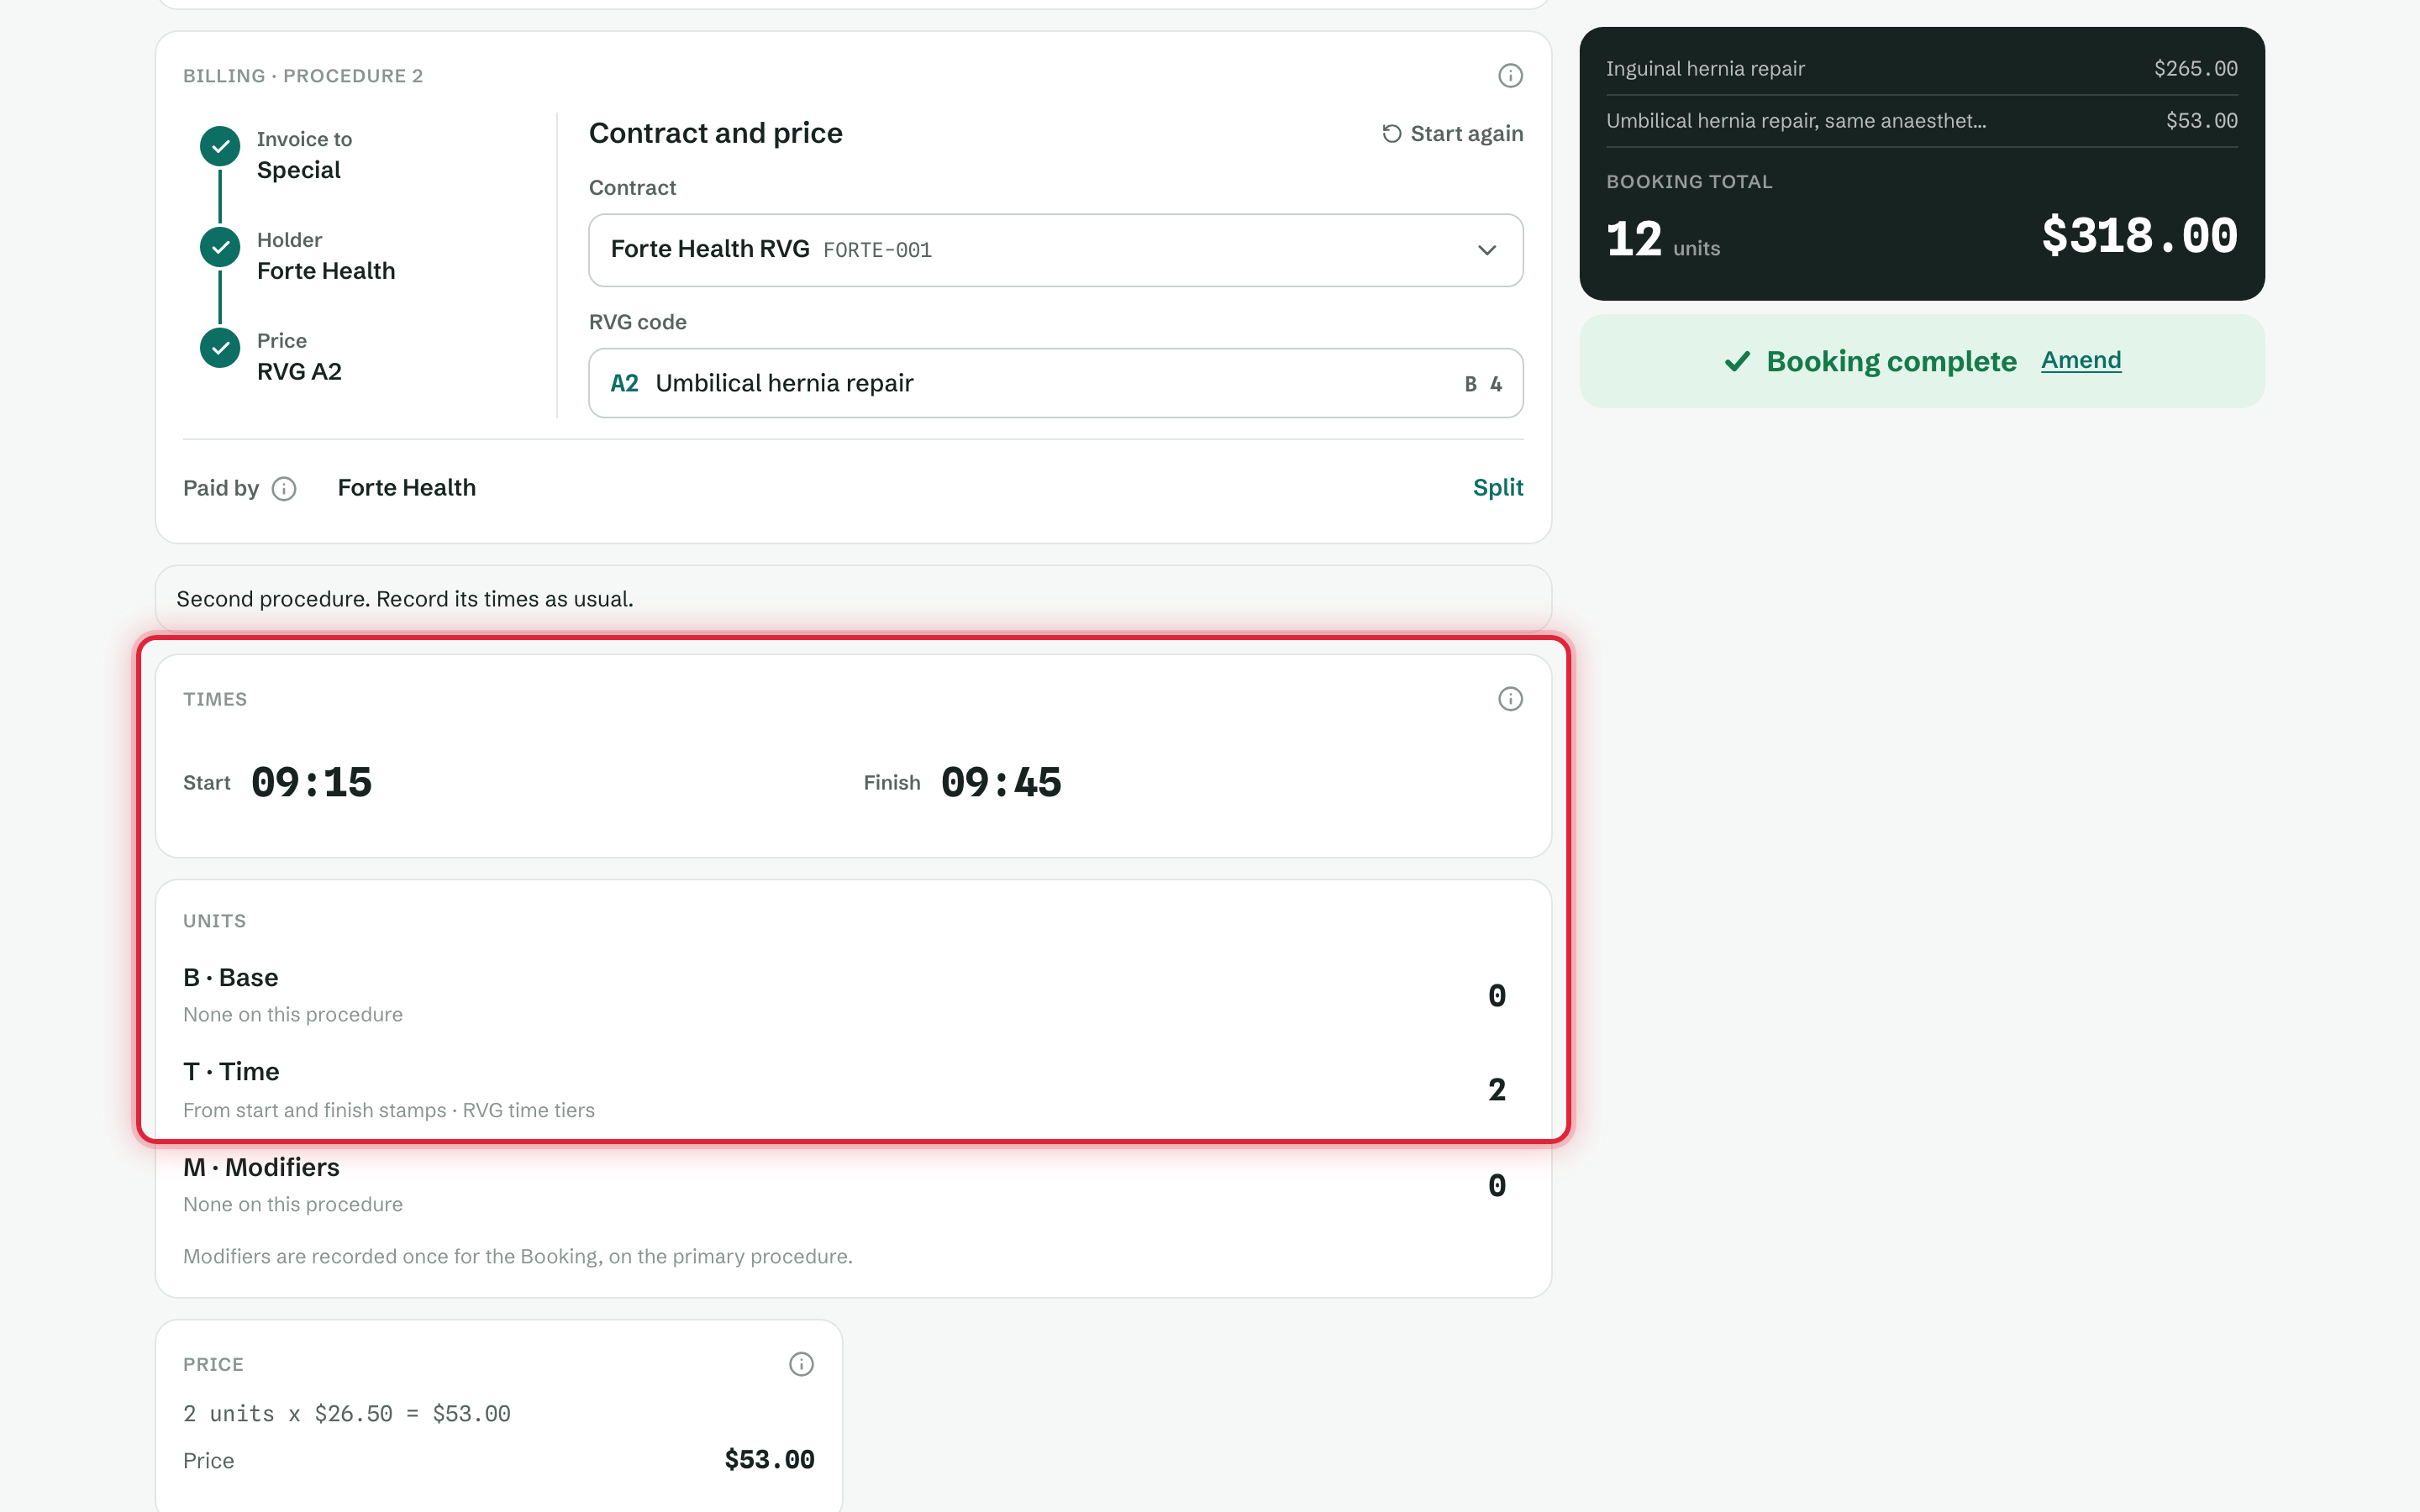 BILLING · PROCEDURE 2
Invoice to
Special
Holder
Forte Health
Price
RVG A2
Contract and price
Start again
Contract
Forte Health RVG FORTE-001
RVG code
A2 Umbilical hernia repair B 4
Paid by Forte Health Split
Second procedure. Record its times as usual.
TIMES
Start 09:15 Finish 09:45
UNITS
B · Base
None on this procedure
0
T · Time
From start and finish stamps · RVG time tiers
2
M · Modifiers
None on this procedure
0
Modifiers are recorded once for the Booking, on the primary procedure.
PRICE
2 units x $26.50 = $53.00
Price $53.00
Inguinal hernia repair $265.00
Umbilical hernia repair, same anaesthet... $53.00
BOOKING TOTAL
12 units $318.00
Booking complete Amend